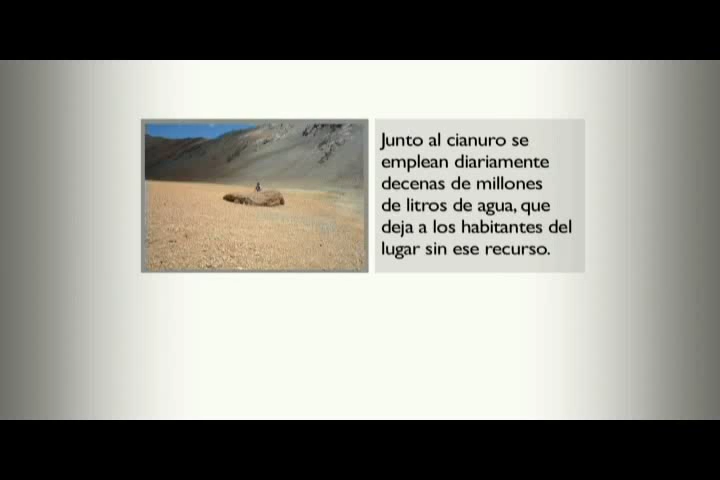 Junto al cianuro se
emplean diariamente
decenas de millones
de litros de agua, que
deja a los habitantes del
lugar sin ese recurso.